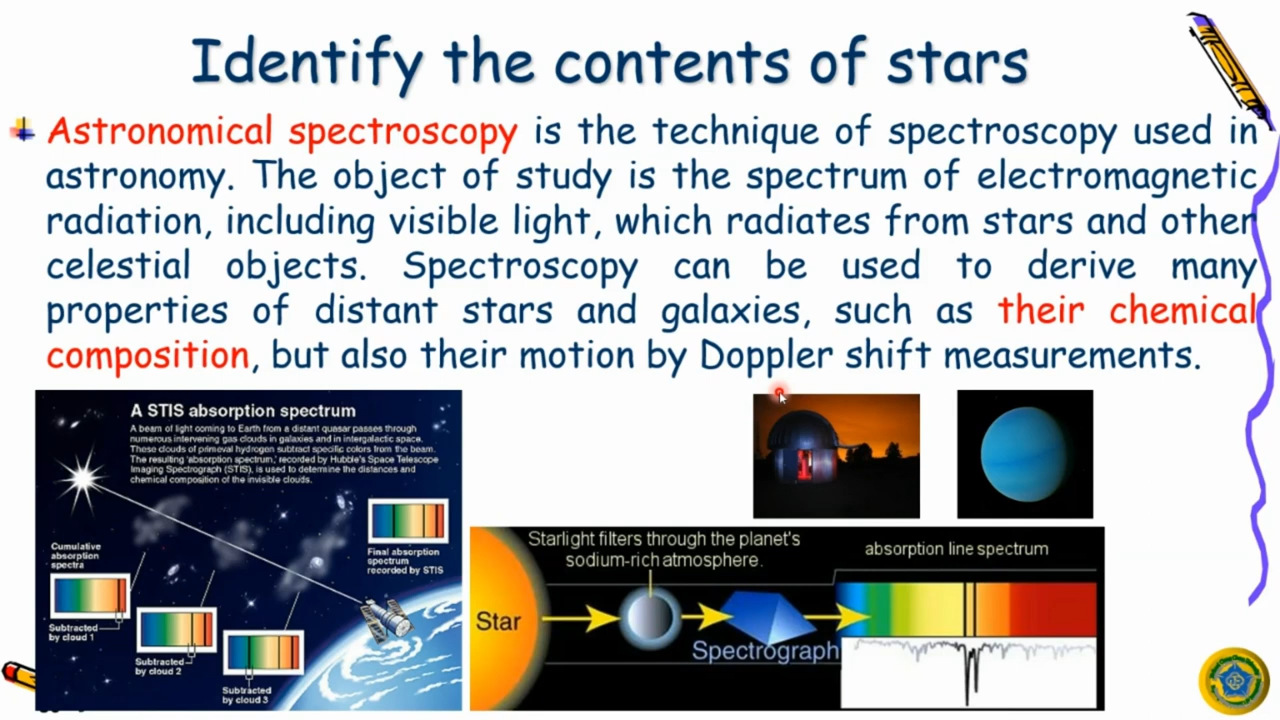 Identify the contents of stars
Astronomical spectroscopy is the technique of spectroscopy used in
astronomy. The object of study is the spectrum of electromagnetic
radiation, including visible light, which radiates from stars and other
celestial objects. Spectroscopy can be used to derive many
properties of distant stars and galaxies, such as their chemical
composition, but also their motion by Doppler shift measurements.
A STIS absorption spectrum
A beam of light coming to Earth from a distant quasar passes through
numerous intervening gas clouds in galaxies and in intergalactic space.
These clouds of primeval hydrogen subtract specific colors from the beam.
The resulting 'absorption spectrum,' recorded by Hubble's Space Telescope
Imaging Spectrograph (STIS), is used to determine the distances and
chemical composition of the invisible clouds.
Cumulative
absorption
spectra
Subtracted
by cloud 1
Subtracted
by cloud 2
Subtracted
by cloud 3
Final absorption
spectrum
recorded by STIS
Starlight filters through the planet's
sodium-rich atmosphere.
absorption line spectrum
Star
Spectrograph